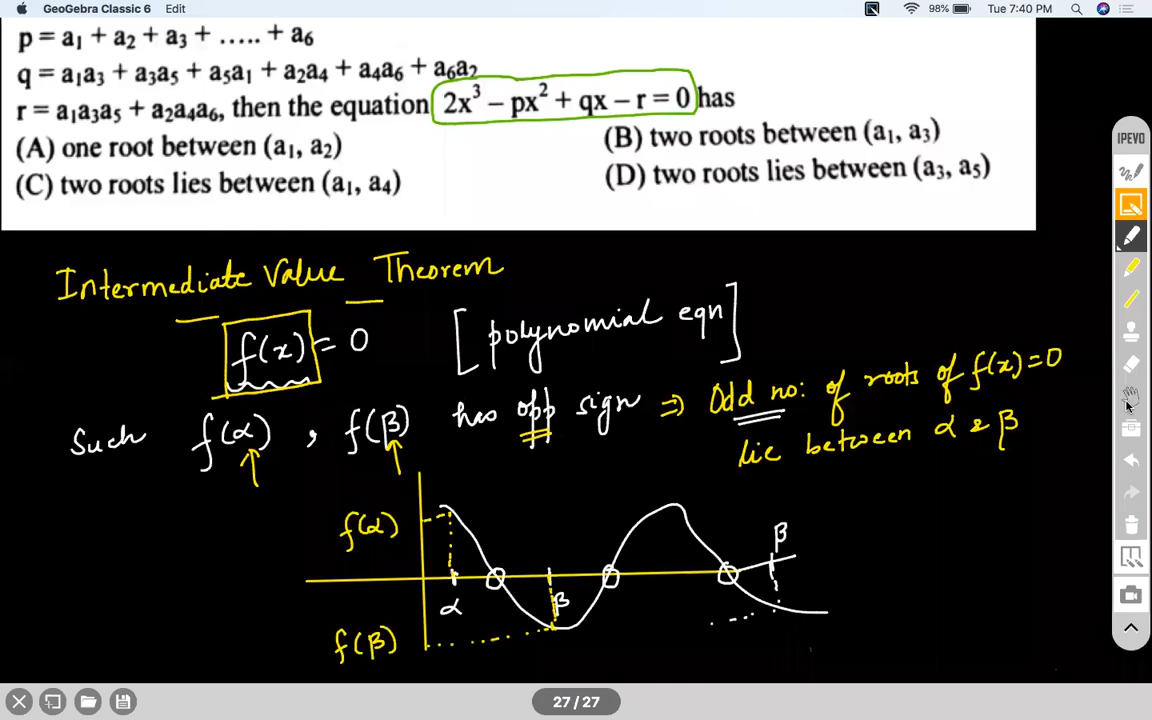 GeoGebra Classic 6 Edit 98% Tue 7:40 PM
p = a₁ + a₂ + a₃ + ..... + a₆
q = a₁a₃ + a₃a₅ + a₅a₁ + a₂a₄ + a₄a₆ + a₆a₂
r = a₁a₃a₅ + a₂a₄a₆, then the equation 2x³ – px² + qx – r = 0 has
(A) one root between (a₁, a₂) (B) two roots between (a₁, a₃)
(C) two roots lies between (a₁, a₄) (D) two roots lies between (a₃, a₅)
IPEVO
Intermediate Value Theorem
f(x) = 0 [polynomial eqn]
Such f(α) , f(β) has opp sign ⇒ Odd no: of roots of f(x)=0
lie between α & β
f(α)
β
α
β
f(β)
27 / 27